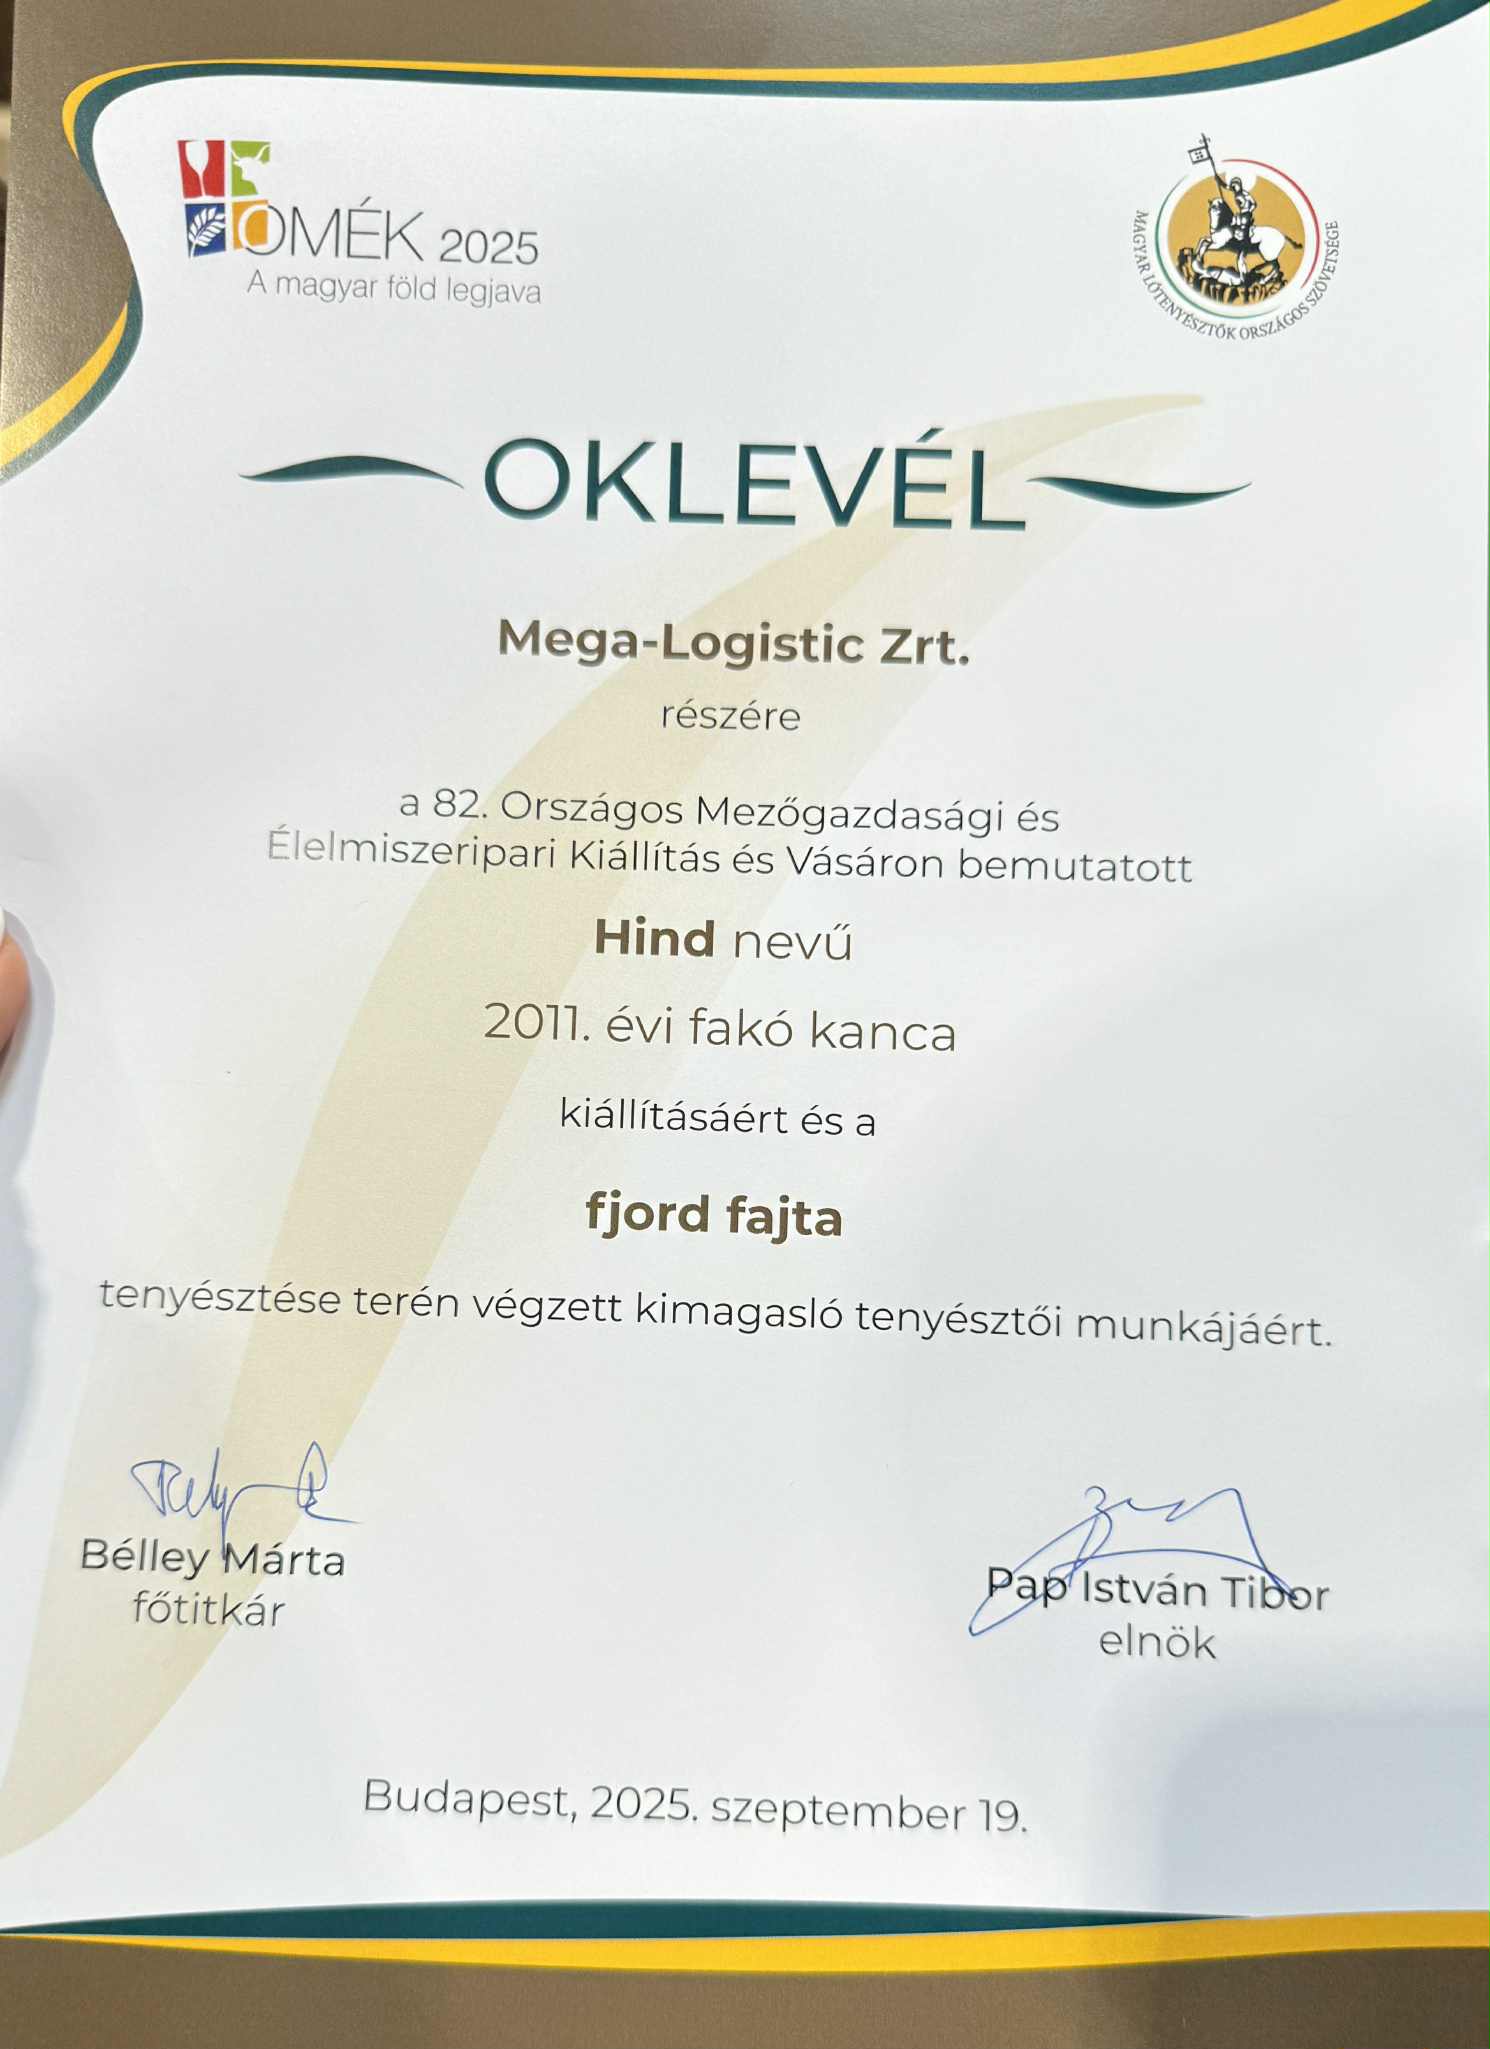 OMÉK 2025
A magyar föld legjava
MAGYAR LÓTENYÉSZTŐK ORSZÁGOS SZÖVETSÉGE
OKLEVÉL
Mega-Logistic Zrt.
részére
a 82. Országos Mezőgazdasági és
Élelmiszeripari Kiállítás és Vásáron bemutatott
Hind nevű
2011. évi fakó kanca
kiállításáért és a
fjord fajta
tenyésztése terén végzett kimagasló tenyésztői munkájáért.
Bélley Márta
főtitkár
Pap István Tibor
elnök
Budapest, 2025. szeptember 19.